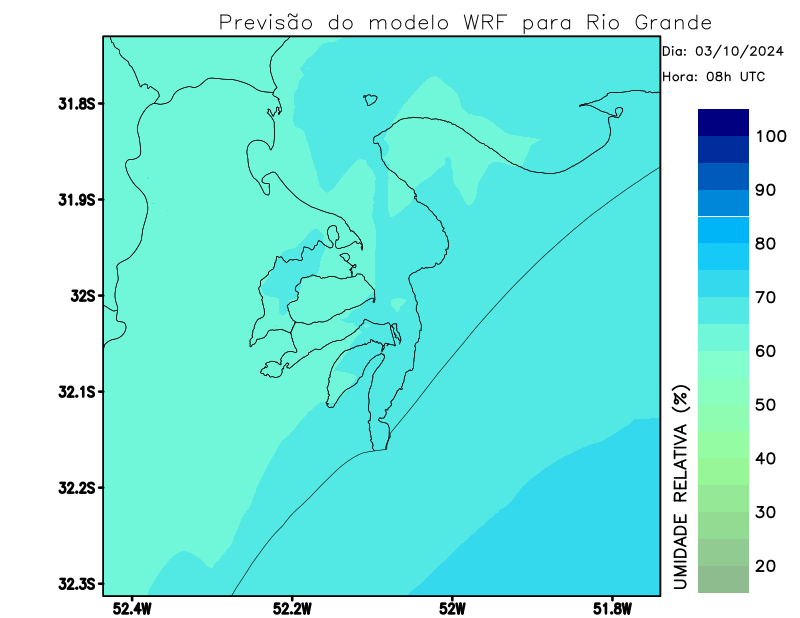 Previsão do modelo WRF para Rio Grande
Dia: 03/10/2024
Hora: 08h UTC
31.8S
31.9S
32S
32.1S
32.2S
32.3S
52.4W
52.2W
52W
51.8W
100
90
80
70
60
50
40
30
20
UMIDADE RELATIVA (%)